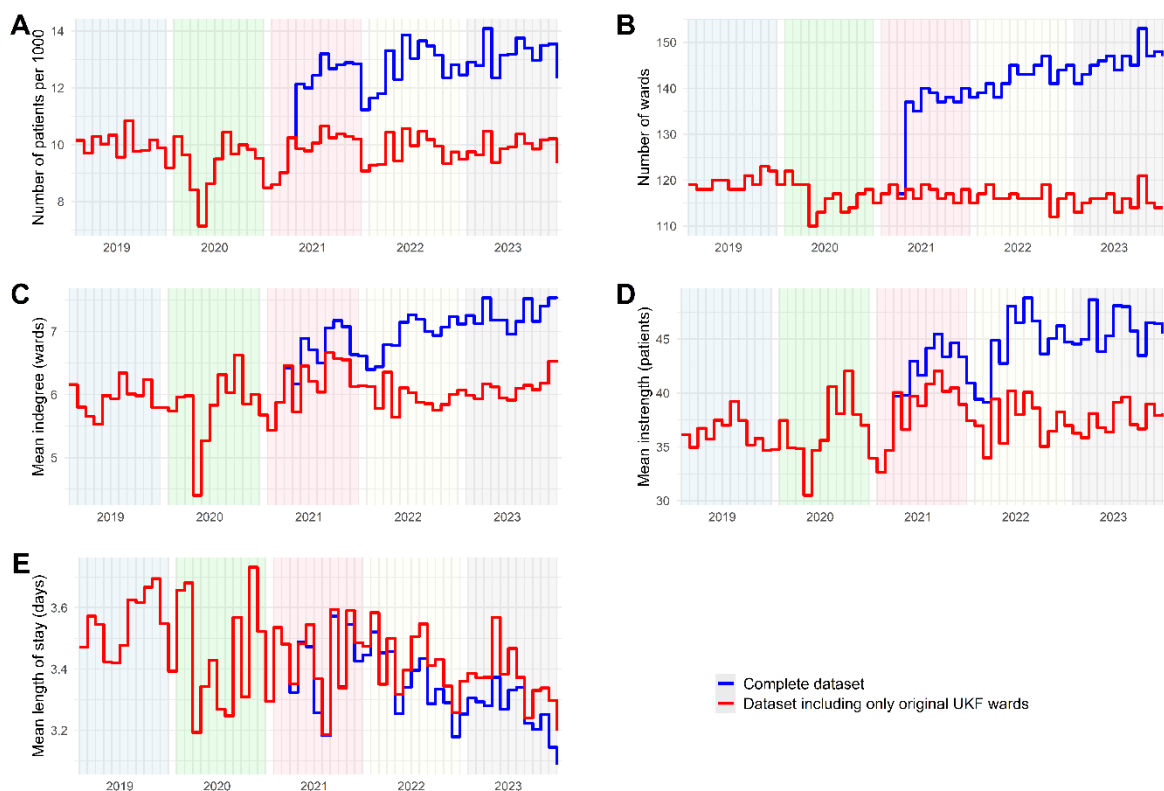 A
Number of patients per 1000
14
12
10
8
2019 2020 2021 2022 2023
B
Number of wards
150
140
130
120
110
2019 2020 2021 2022 2023
C
Mean indegree (wards)
7
6
5
2019 2020 2021 2022 2023
D
Mean instrength (patients)
45
40
35
30
2019 2020 2021 2022 2023
E
Mean length of stay (days)
3.6
3.4
3.2
2019 2020 2021 2022 2023
Complete dataset
Dataset including only original UKF wards